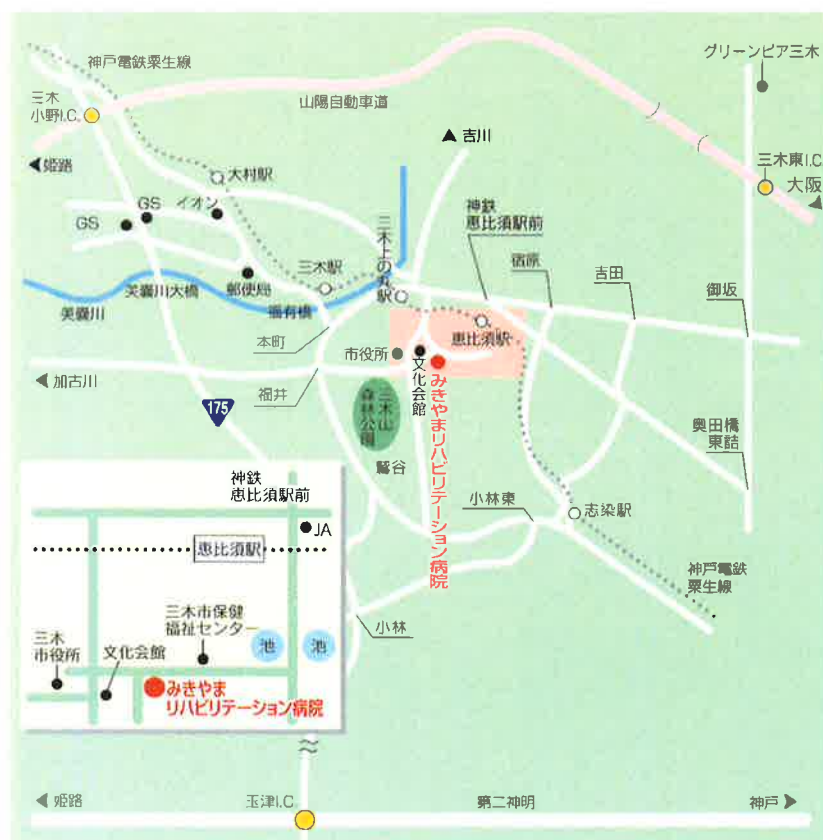 神戸電鉄粟生線
グリーンピア三木
三木
小野I.C.
山陽自動車道
▲吉川
三木東I.C.
大阪
◀姫路
大村駅
GS
イオン
GS
三木上の丸駅
神鉄
恵比須駅前
宿原
吉田
御坂
三木駅
美嚢川大橋
郵便局
美嚢川
福有橋
本町
市役所
恵比須駅
文化会館
みきやまリハビリテーション病院
◀加古川
福井
175
三木山
森林公園
鷲谷
奥田橋
東詰
小林東
志染駅
神戸電鉄
粟生線
小林
神鉄
恵比須駅前
JA
恵比須駅
三木市保健
福祉センター
池
池
三木
市役所
文化会館
みきやま
リハビリテーション病院
◀姫路
玉津I.C.
第二神明
神戸▶